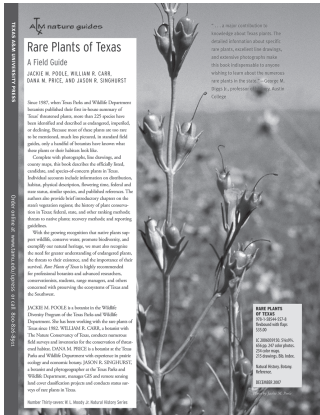 TEXAS A&M UNIVERSITY PRESS
nature guides
Rare Plants of Texas
A Field Guide
JACKIE M. POOLE, WILLIAM R. CARR,
DANA M. PRICE, AND JASON R. SINGHURST
Since 1987, when Texas Parks and Wildlife Department
botanists published their first in-house summary of
Texas' threatened plants, more than 225 species have
been identified and described as endangered, imperiled,
or declining. Because most of these plants are too rare
to be mentioned, much less pictured, in standard field
guides, only a handful of botanists have known what
these plants or their habitats look like.
Complete with photographs, line drawings, and
county maps, this book describes the officially listed,
candidate, and species-of-concern plants in Texas.
Individual accounts include information on distribution,
habitat, physical description, flowering time, federal and
state status, similar species, and published references. The
authors also provide brief introductory chapters on the
state's vegetation regions; the history of plant conserva-
tion in Texas; federal, state, and other ranking methods;
threats to native plants; recovery methods; and reporting
guidelines.
With the growing recognition that native plants sup-
port wildlife, conserve water, promote biodiversity, and
exemplify our natural heritage, we must also recognize
the need for greater understanding of endangered plants,
the threats to their existence, and the importance of their
survival. Rare Plants of Texas is highly recommended
for professional botanists and advanced researchers,
conservationists, students, range managers, and others
concerned with preserving the ecosystems of Texas and
the Southwest.
JACKIE M. POOLE is a botanist in the Wildlife
Diversity Program of the Texas Parks and Wildlife
Department. She has been working with the rare plants of
Texas since 1982. WILLIAM R. CARR, a botanist with
The Nature Conservancy of Texas, conducts numerous
field surveys and inventories for the conservation of threat-
ened habitats. DANA M. PRICE is a botanist at the Texas
Parks and Wildlife Department with experience in prairie
ecology and economic botany. JASON R. SINGHURST,
a botanist and phytogeographer at the Texas Parks and
Wildlife Department, manages GIS and remote sensing
land cover classification projects and conducts status sur-
veys of rare plants in Texas.
Number Thirty-seven: W. L. Moody Jr. Natural History Series
". . . a major contribution to
knowledge about Texas plants. The
detailed information about specific
rare plants, excellent line drawings,
and extensive photographs make
this book indispensable to anyone
wishing to learn about the numerous
rare plants in the state." —George M.
Diggs Jr., professor of biology, Austin
College
RARE PLANTS
OF TEXAS
Flexbound with flaps
$35.00
Natural History. Botany.
Reference.
DECEMBER 2007